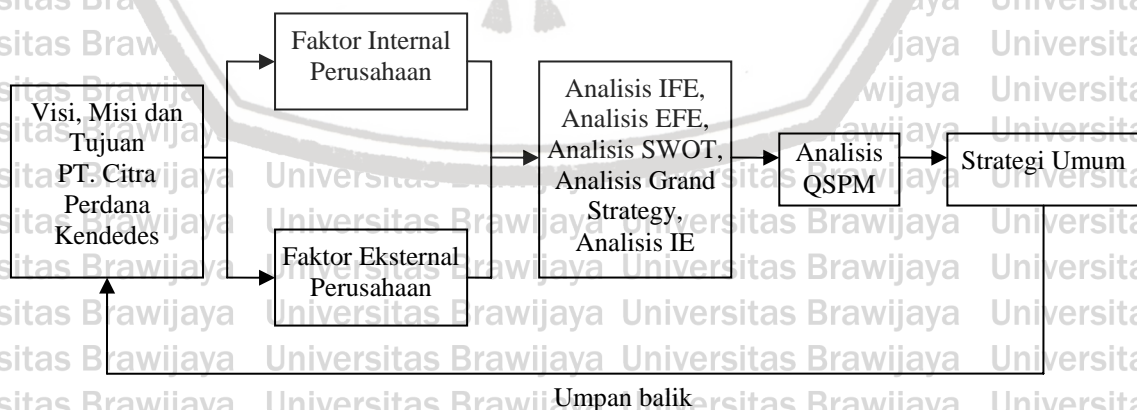 Visi, Misi dan
Tujuan
PT. Citra
Perdana
Kendedes
Faktor Internal
Perusahaan
Faktor Eksternal
Perusahaan
Analisis IFE,
Analisis EFE,
Analisis SWOT,
Analisis Grand
Strategy,
Analisis IE
Analisis
QSPM
Strategi Umum
Umpan balik